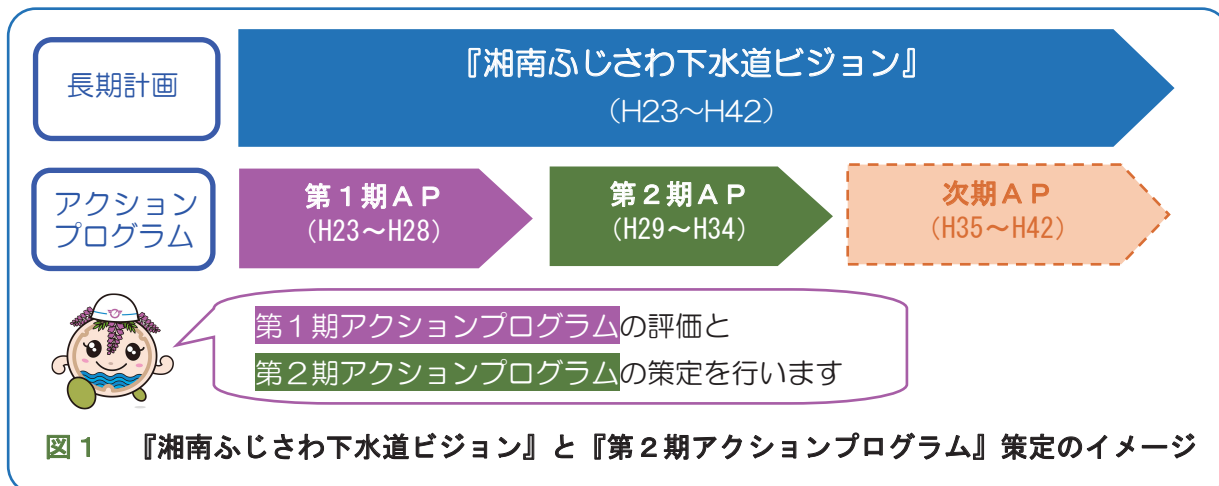 長期計画
『湘南ふじさわ下水道ビジョン』
（H23～H42）
アクション
プログラム
第１期ＡＰ
（H23～H28）
第２期ＡＰ
（H29～H34）
次期ＡＰ
（H35～H42）
第１期アクションプログラムの評価と
第２期アクションプログラムの策定を行います
図１　『湘南ふじさわ下水道ビジョン』と『第２期アクションプログラム』策定のイメージ